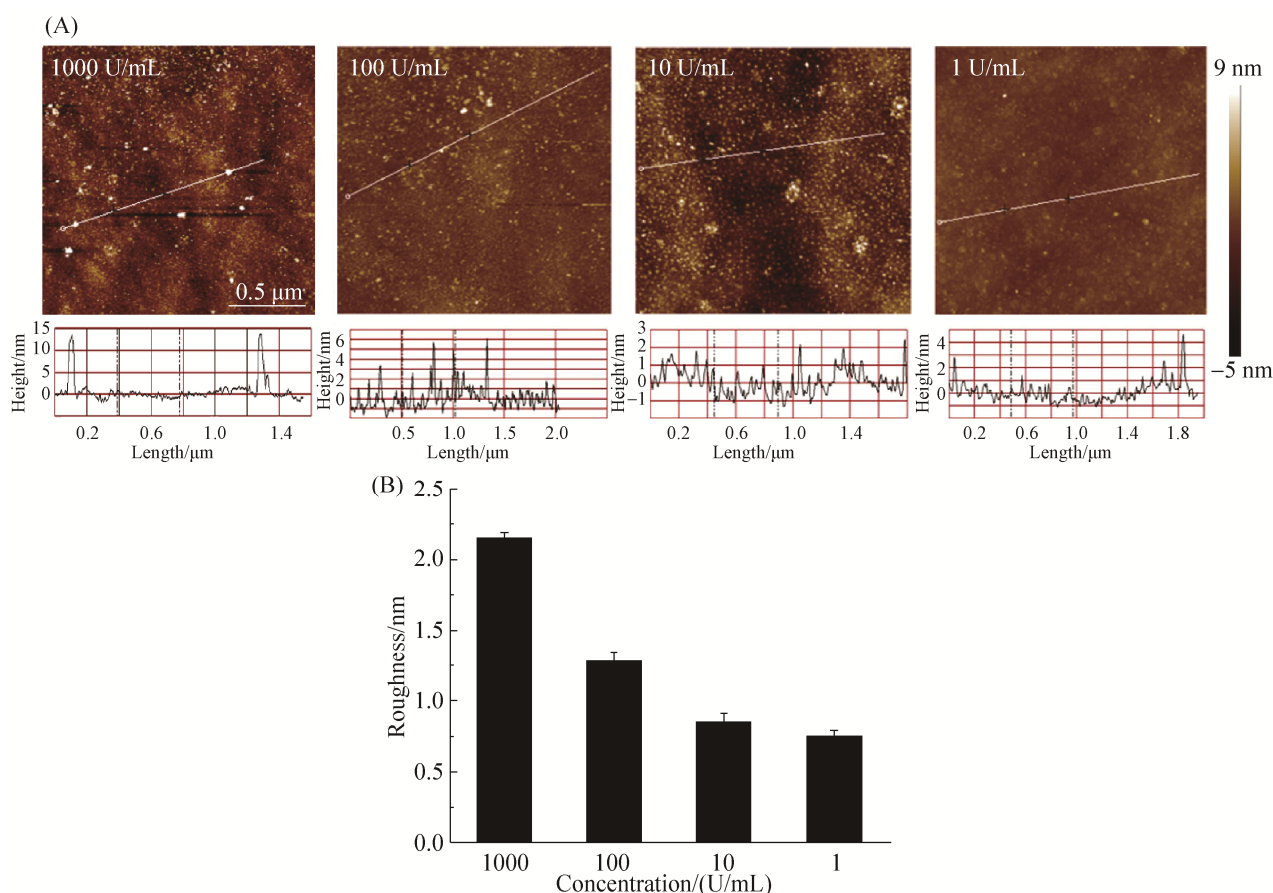 (A)
1000 U/mL
100 U/mL
10 U/mL
1 U/mL
9 nm
−5 nm
0.5 μm
Height/nm
15
10
5
0
0.2 0.6 1.0 1.4
Length/μm
Height/nm
6
5
4
3
2
1
0
0.5 1.0 1.5 2.0
Length/μm
Height/nm
3
2
1
0
−1
0.2 0.6 1.0 1.4
Length/μm
Height/nm
4
3
2
1
0
0.2 0.6 1.0 1.4 1.8
Length/μm
(B)
Roughness/nm
2.5
2.0
1.5
1.0
0.5
0.0
1000 100 10 1
Concentration/(U/mL)